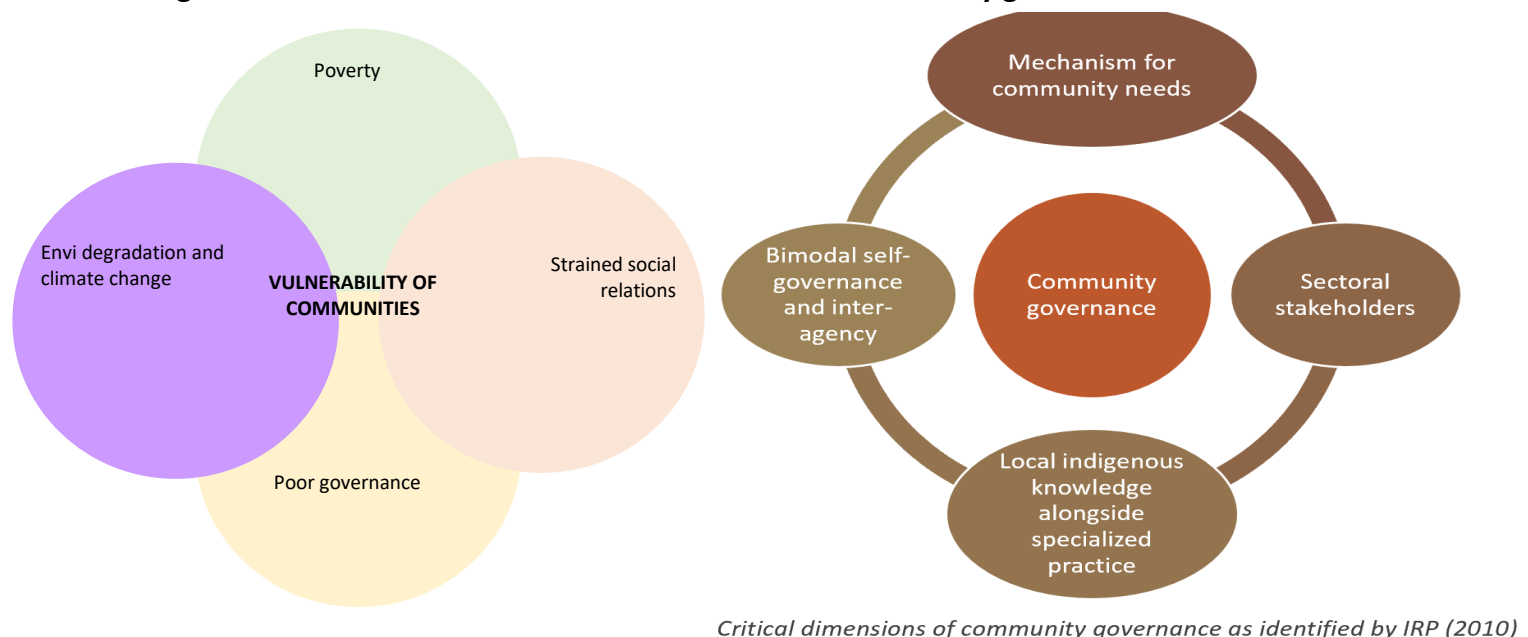 Poverty
Envi degradation and
climate change
VULNERABILITY OF
COMMUNITIES
Strained social
relations
Poor governance
Mechanism for
community needs
Bimodal self-
governance
and inter-
agency
Community
governance
Sectoral
stakeholders
Local indigenous
knowledge
alongside
specialized
practice
Critical dimensions of community governance as identified by IRP (2010)